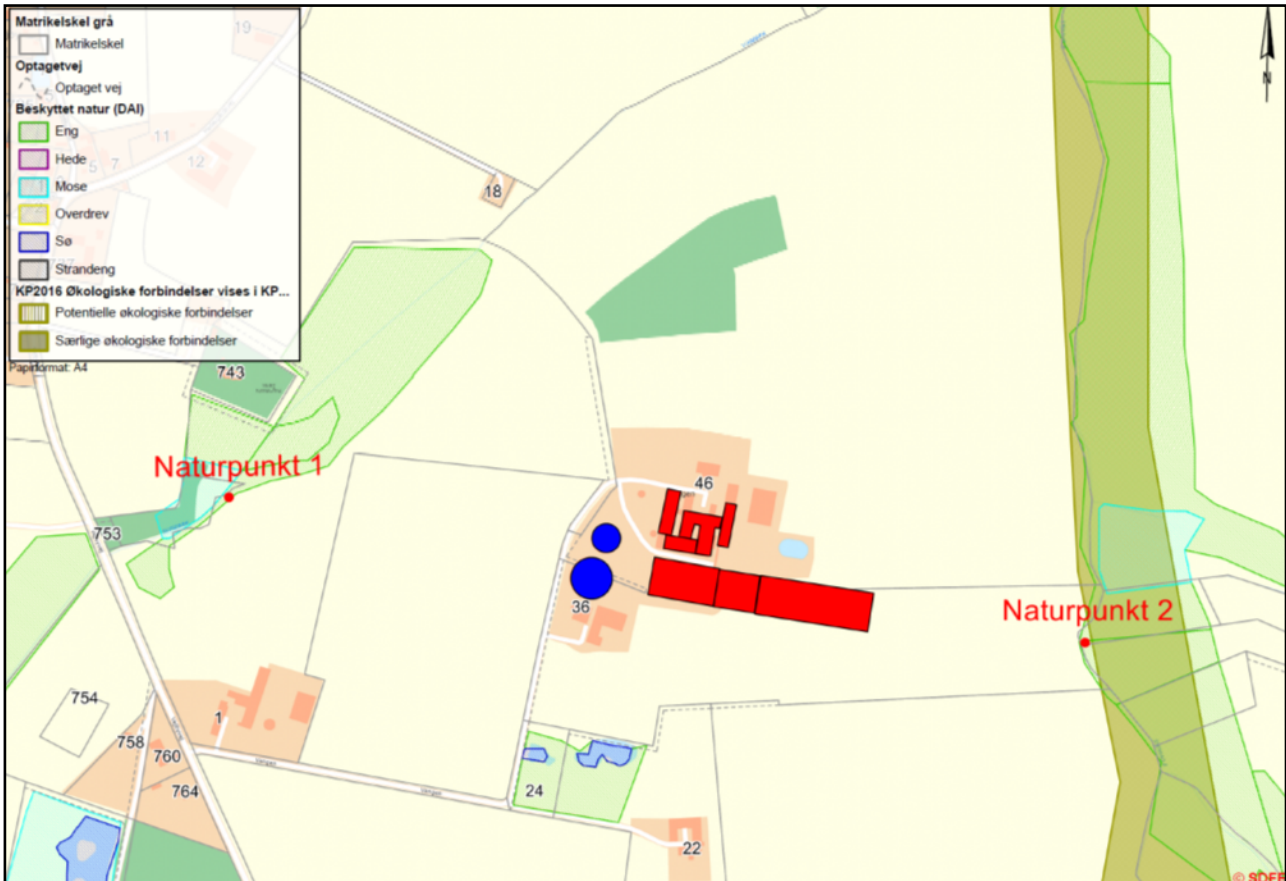 Matrikelskel grå
Matrikelskel
Optagetvej
Optaget vej
Beskyttet natur (DAI)
Eng
Hede
Mose
Overdrev
Sø
Strandeng
KP2016 Økologiske forbindelser vises i KP...
Potentielle økologiske forbindelser
Særlige økologiske forbindelser
Papirformat: A4
N
19
11
12
5
7
18
743
Naturpunkt 1
46
753
36
Naturpunkt 2
754
1
758
760
764
24
22
© SDFE